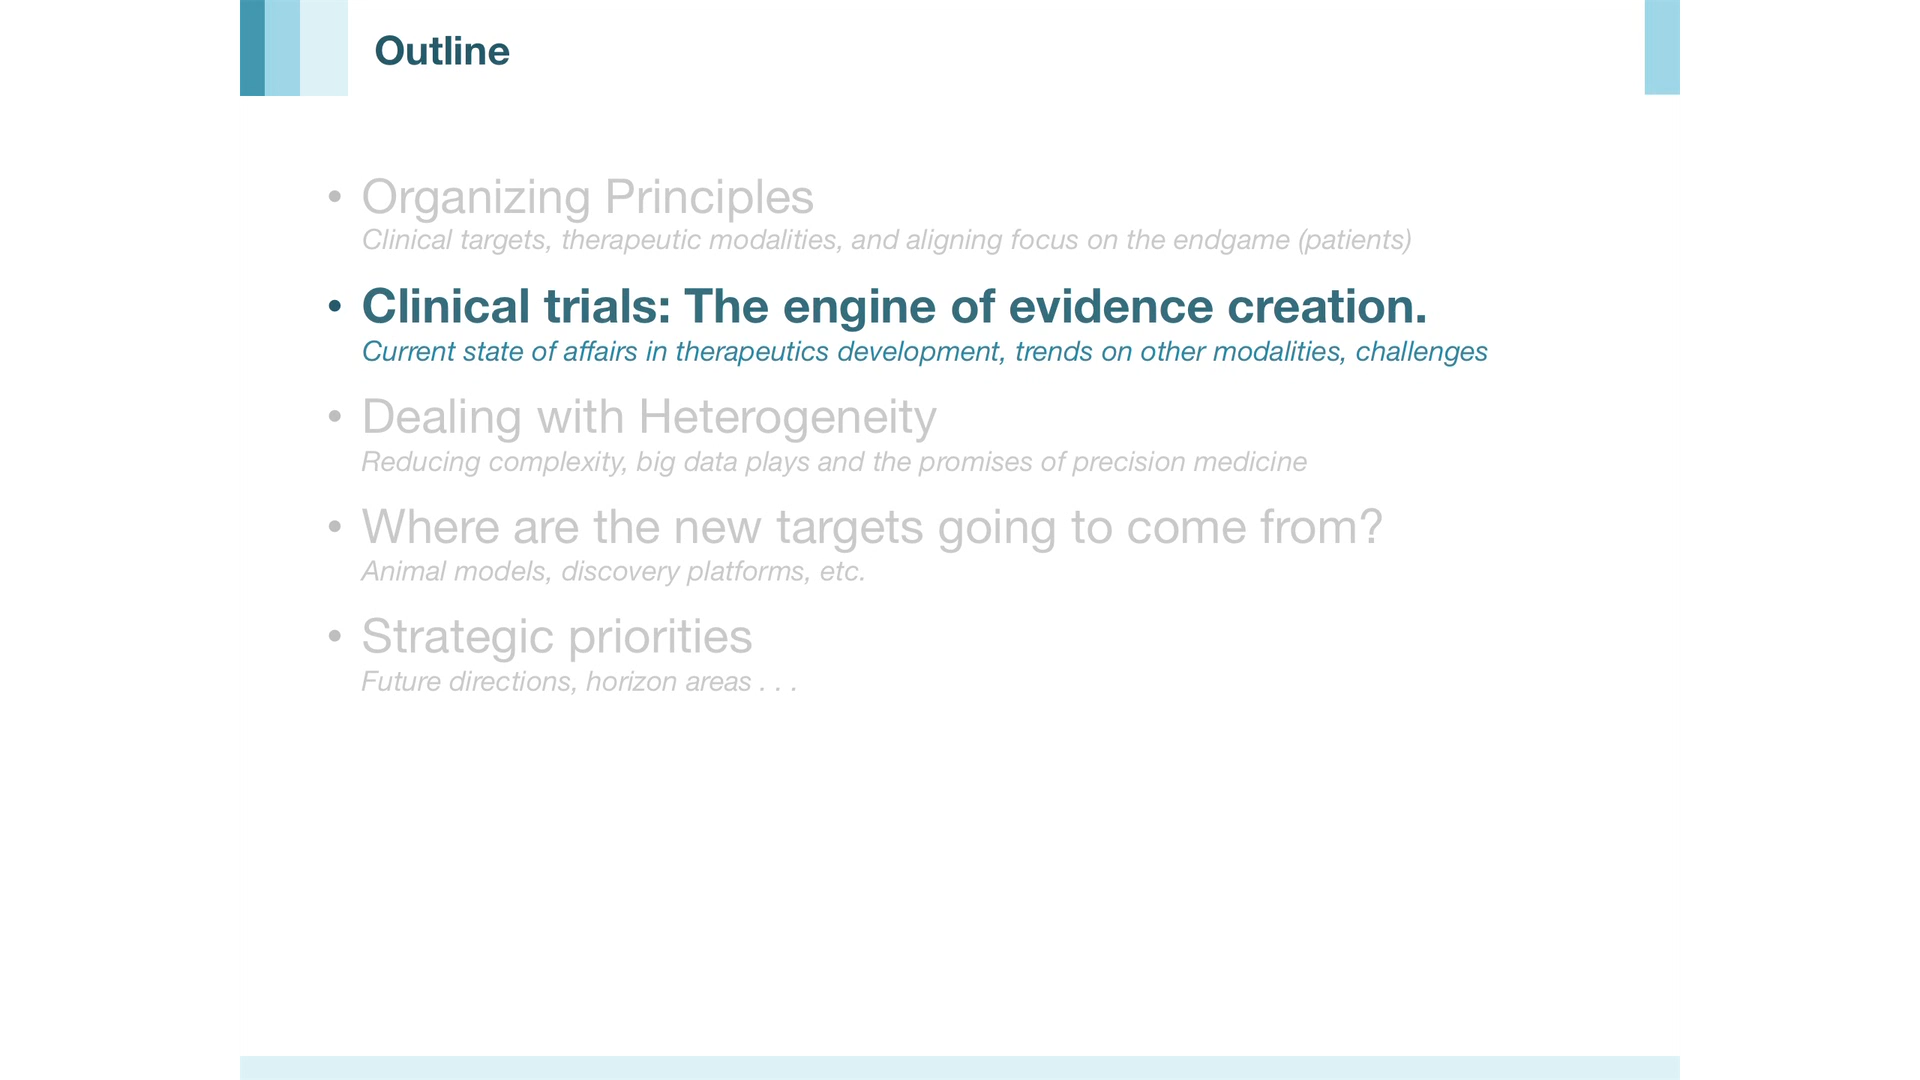 Outline
• Organizing Principles
Clinical targets, therapeutic modalities, and aligning focus on the endgame (patients)
• Clinical trials: The engine of evidence creation.
Current state of affairs in therapeutics development, trends on other modalities, challenges
• Dealing with Heterogeneity
Reducing complexity, big data plays and the promises of precision medicine
• Where are the new targets going to come from?
Animal models, discovery platforms, etc.
• Strategic priorities
Future directions, horizon areas . . .